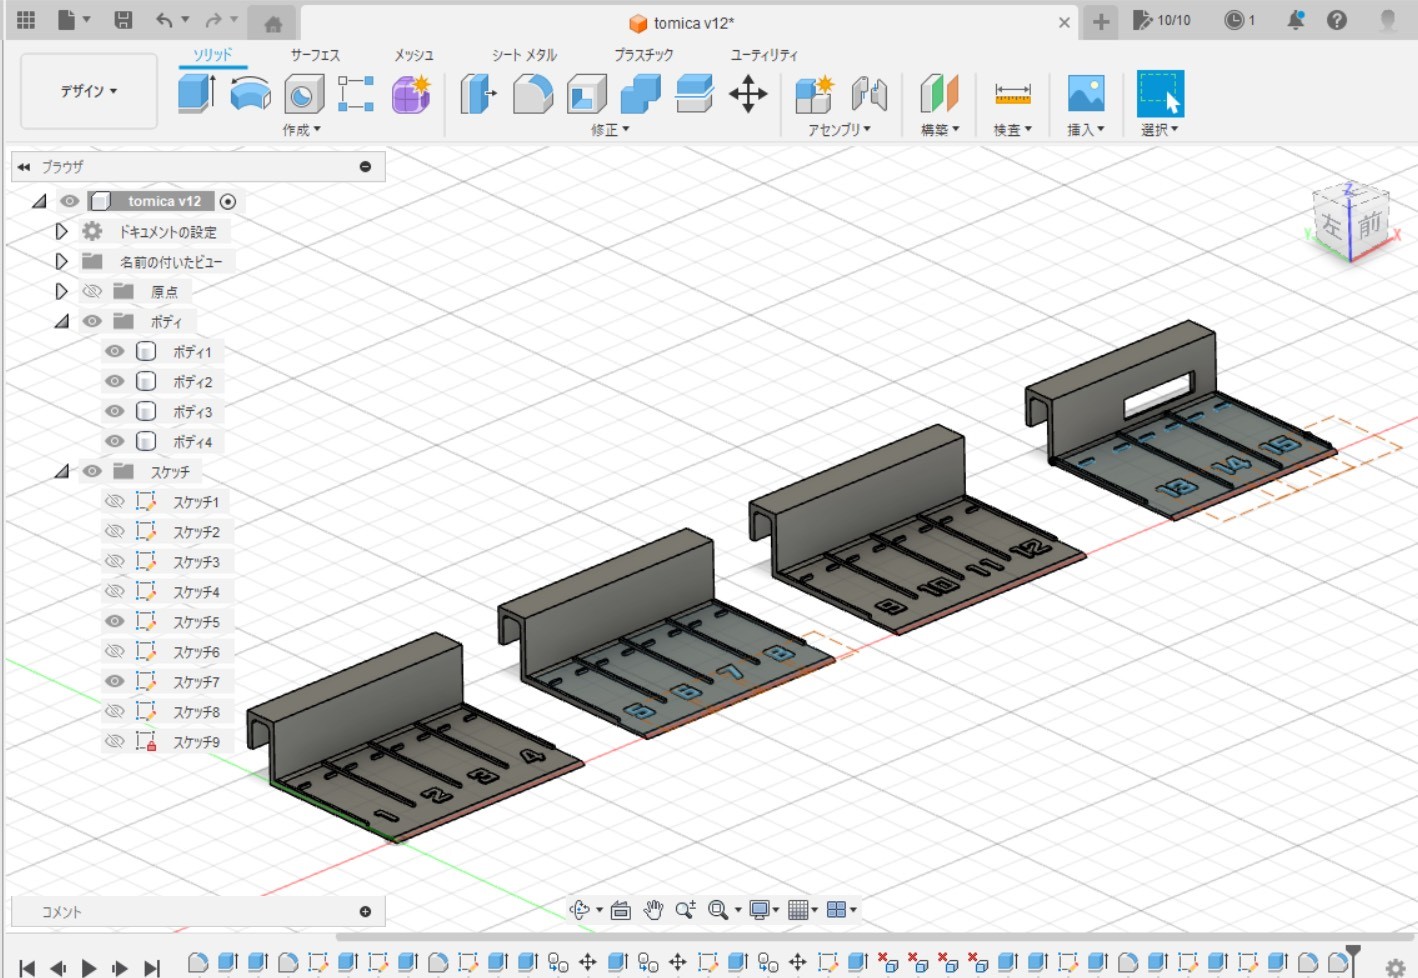 tomica v12*
10/10
1
デザイン
ソリッド
サーフェス
メッシュ
シート メタル
プラスチック
ユーティリティ
作成
修正
アセンブリ
構築
検査
挿入
選択
ブラウザ
tomica v12
ドキュメントの設定
名前の付いたビュー
原点
ボディ
ボディ1
ボディ2
ボディ3
ボディ4
スケッチ
スケッチ1
スケッチ2
スケッチ3
スケッチ4
スケッチ5
スケッチ6
スケッチ7
スケッチ8
スケッチ9
Z
左
前
Y
X
1
2
3
4
5
6
7
8
9
10
11
12
13
14
15
コメント